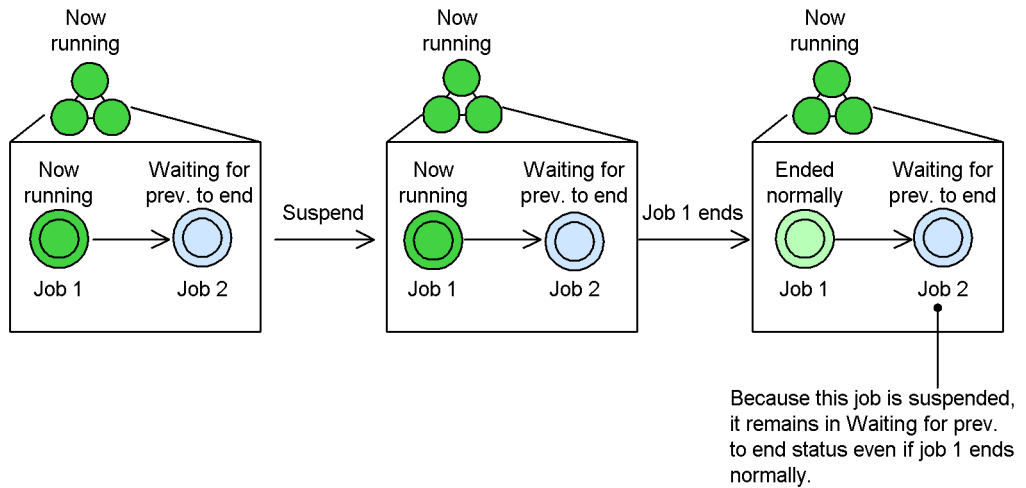 Now
running
Now
running
Waiting for
prev. to end
Job 1
Job 2
Suspend
Now
running
Now
running
Waiting for
prev. to end
Job 1
Job 2
Job 1 ends
Now
running
Ended
normally
Waiting for
prev. to end
Job 1
Job 2
Because this job is suspended,
it remains in Waiting for prev.
to end status even if job 1 ends
normally.